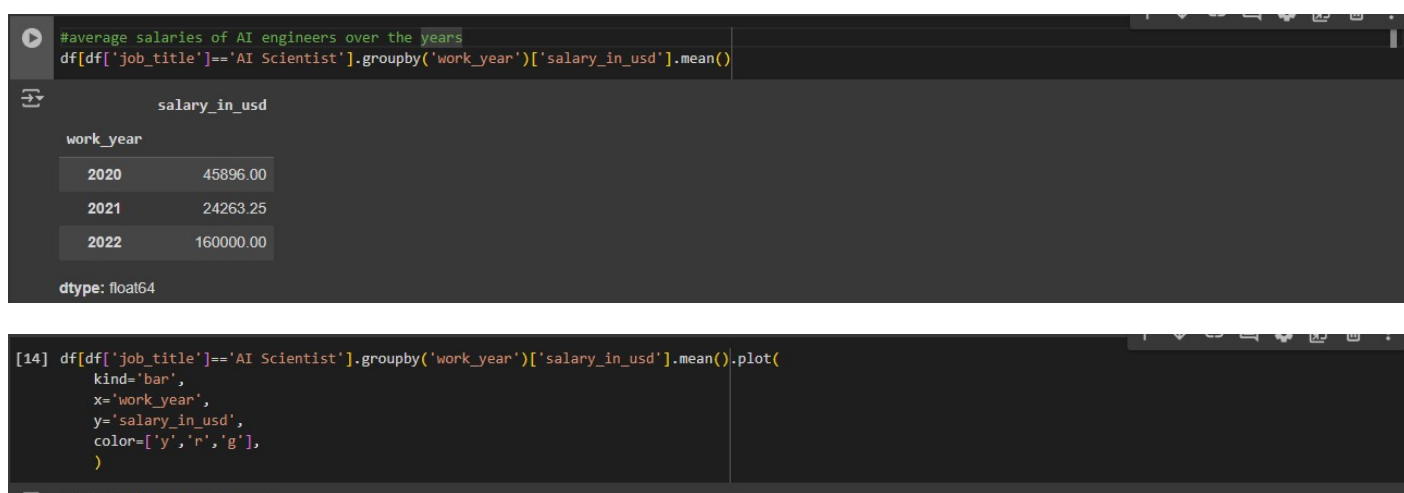 #average salaries of AI engineers over the years
df[df['job_title']=='AI Scientist'].groupby('work_year')['salary_in_usd'].mean()
salary_in_usd
work_year
2020 45896.00
2021 24263.25
2022 160000.00
dtype: float64
[14] df[df['job_title']=='AI Scientist'].groupby('work_year')['salary_in_usd'].mean().plot(
kind='bar',
x='work_year',
y='salary_in_usd',
color=['y','r','g'],
)